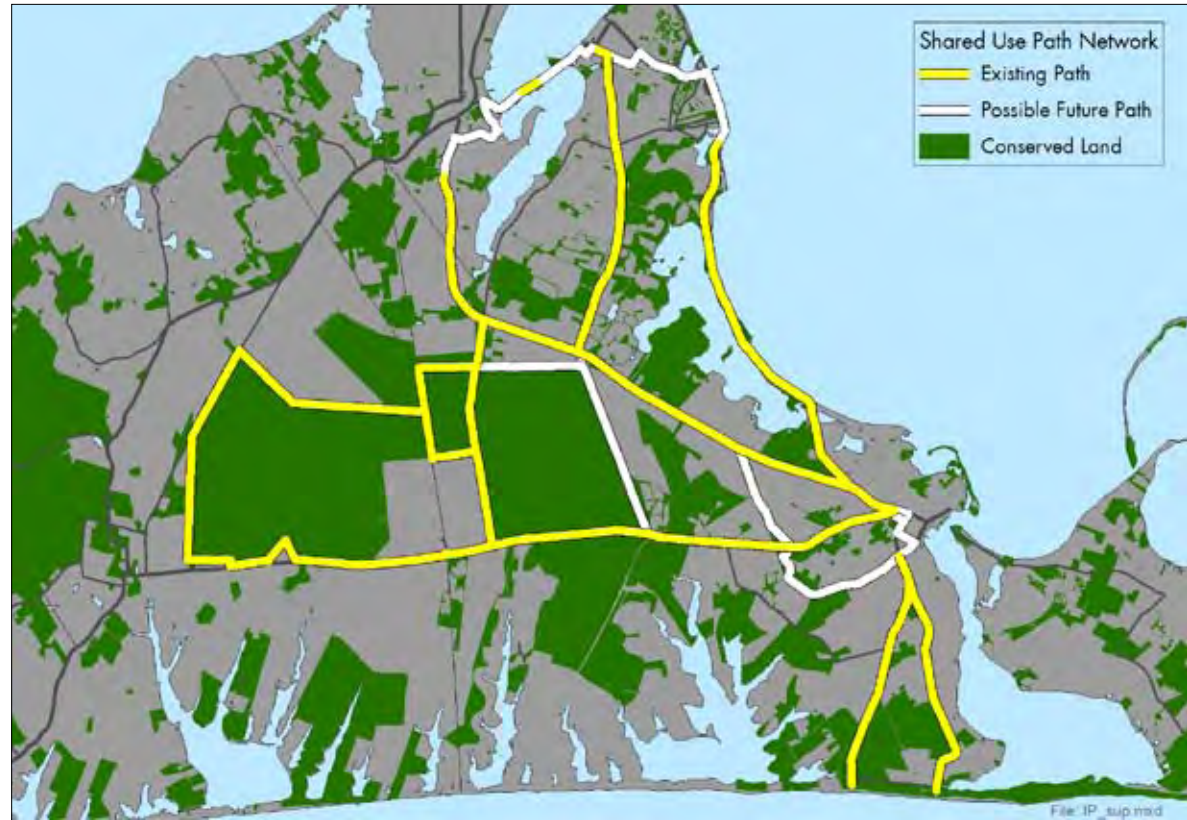 Shared Use Path Network
Existing Path
Possible Future Path
Conserved Land
File: IP_sup.mxd